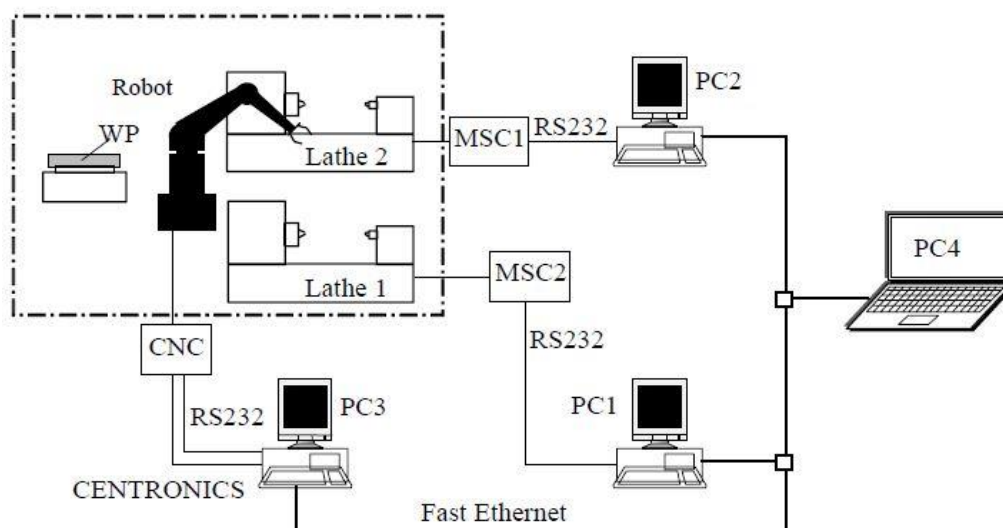 Robot
WP
Lathe 2
MSC1
RS232
PC2
Lathe 1
MSC2
PC4
CNC
RS232
RS232
PC3
PC1
CENTRONICS
Fast Ethernet